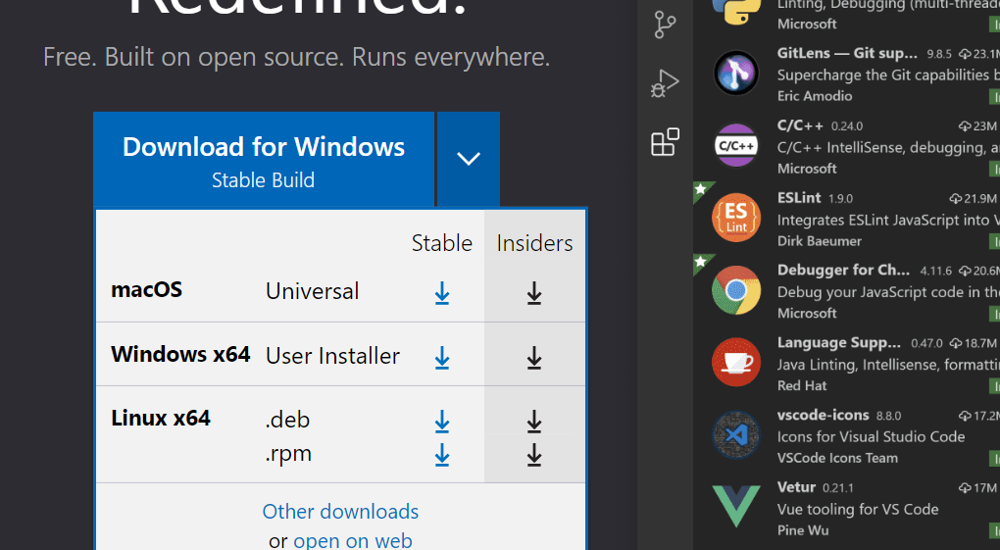 Redefined.
Free. Built on open source. Runs everywhere.
Download for Windows
Stable Build
Stable Insiders
macOS Universal
Windows x64 User Installer
Linux x64 .deb
.rpm
Other downloads
or open on web
Linting, Debugging (multi-threade
Microsoft
GitLens — Git sup... 9.8.5 23.1M
Supercharge the Git capabilities b
Eric Amodio
C/C++ 0.24.0 23M
C/C++
C/C++ IntelliSense, debugging, a
Microsoft
ESLint 1.9.0 21.9M
ES
Lint
Integrates ESLint JavaScript into V
Dirk Baeumer
Debugger for Ch... 4.11.6 20.6M
Debug your JavaScript code in the
Microsoft
Language Supp... 0.47.0 18.7M
Java Linting, Intellisense, formattin
Red Hat
vscode-icons 8.8.0 17.2M
Icons for Visual Studio Code
VSCode Icons Team
Vetur 0.21.1 17M
Vue tooling for VS Code
Pine Wu